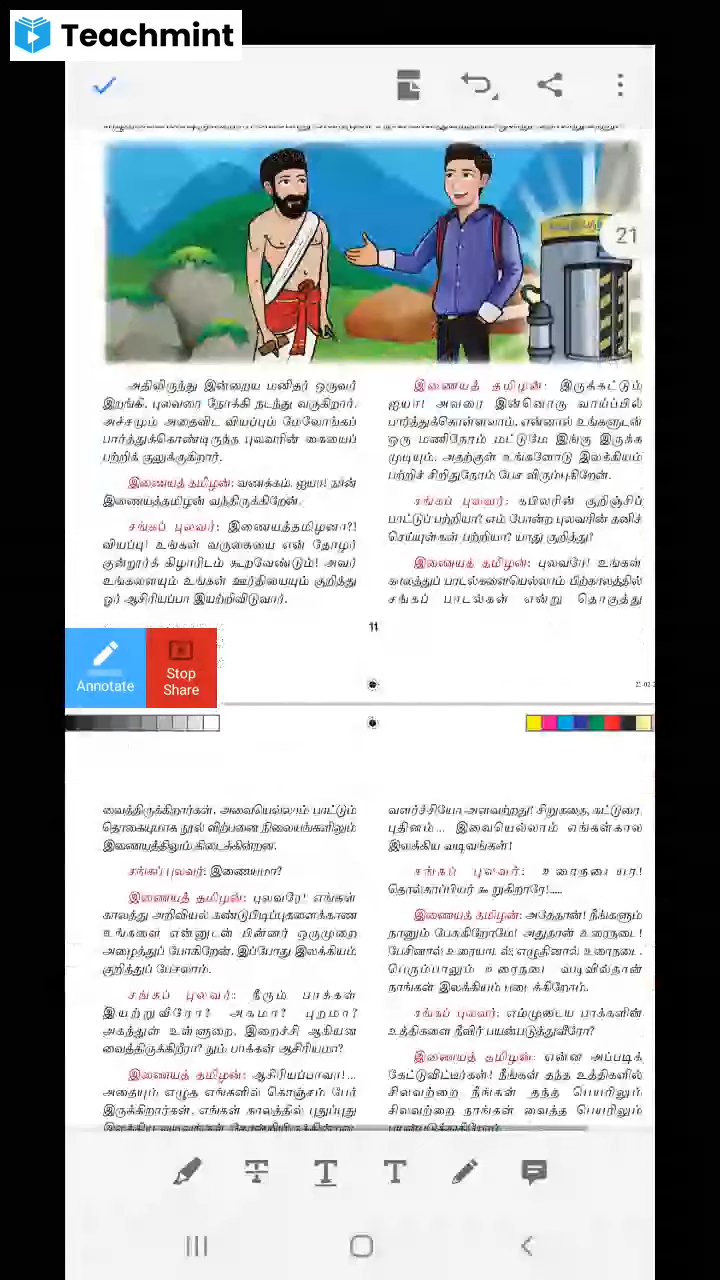 Teachmint
21
அதிலிருந்து இன்றைய மனிதர் ஒருவர்
இறங்கி, புலவரை நோக்கி நடந்து வருகிறார்.
அச்சமும் அதைவிட வியப்பும் மேலோங்கப்
பார்த்துக்கொண்டிருந்த புலவரின் கையைப்
பற்றிக் குலுக்குகிறார்.
இணையத் தமிழன்: வணக்கம், ஐயா! நான்
இணையத்தமிழன் வந்திருக்கிறேன்.
சங்கப் புலவர்: இணையத்தமிழனா?!
வியப்பு! உங்கள் வருகையை என் தோழர்
குன்றூர்க் கிழாரிடம் கூறவேண்டும்! அவர்
உங்களையும் உங்கள் ஊர்தியையும் குறித்து
ஓர் ஆசிரியப்பா இயற்றிவிடுவார்.
இணையத் தமிழன்: இருக்கட்டும்
ஐயா! அவரை இன்னொரு வாய்ப்பில்
பார்த்துக்கொள்ளலாம். என்னால் உங்களுடன்
ஒரு மணிநேரம் மட்டுமே இங்கு இருக்க
முடியும். அதற்குள் உங்களோடு இலக்கியம்
பற்றிச் சிறிதுநேரம் பேச விரும்புகிறேன்.
சங்கப் புலவர்: கபிலரின் குறிஞ்சிப்
பாட்டுப் பற்றியா? எம் போன்ற புலவரின் தனிச்
செய்யுள்கள் பற்றியா? யாது குறித்து?
இணையத் தமிழன்: புலவரே! உங்கள்
காலத்துப் பாடல்களையெல்லாம் பிற்காலத்தில்
சங்கப் பாடல்கள் என்று தொகுத்து
11
Annotate
Stop
Share
வைத்திருக்கிறார்கள். அவையெல்லாம் பாட்டும்
தொகையுமாக நூல் விற்பனை நிலையங்களிலும்
இணையத்திலும் கிடைக்கின்றன.
சங்கப் புலவர்: இணையமா?
இணையத் தமிழன்: புலவரே! எங்கள்
காலத்து அறிவியல் கண்டுபிடிப்புகளைக்காண
உங்களை என்னுடன் பின்னர் ஒருமுறை
அழைத்துப் போகிறேன். இப்போது இலக்கியம்
குறித்துப் பேசலாம்.
சங்கப் புலவர்: நீரும் பாக்கள்
இயற்றுவீரோ? அகமா? புறமா?
அகத்துள் உள்ளுறை, இறைச்சி ஆகியன
வைத்திருக்கிறீரா? நும் பாக்கள் ஆசிரியமா?
இணையத் தமிழன்: ஆசிரியப்பாவா!...
அதையும் எழுத எங்களில் கொஞ்சம் பேர்
இருக்கிறார்கள். எங்கள் காலத்தில் புதுப்புது
வளர்ச்சியோ அளவற்றது! சிறுகதை, கட்டுரை,
புதினம்... இவையெல்லாம் எங்கள்கால
இலக்கிய வடிவங்கள்!
சங்கப் புலவர்: உரைநடையா!
தொல்காப்பியர் கூறுகிறாரே!.....
இணையத் தமிழன்: அதேதான்! நீங்களும்
நானும் பேசுகிறோமே! அதுதான் உரைநடை!
பேசினால் உரையாடல்; எழுதினால் உரைநடை.
பெரும்பாலும் உரைநடை வடிவில்தான்
நாங்கள் இலக்கியம் படைக்கிறோம்.
சங்கப் புலவர்: எம்முடைய பாக்களின்
உத்திகளை நீவிர் பயன்படுத்துவீரோ?
இணையத் தமிழன்: என்ன அப்படிக்
கேட்டுவிட்டீர்கள்! நீங்கள் தந்த உத்திகளில்
சிலவற்றை நீங்கள் தந்த பெயரிலும்
சிலவற்றை நாங்கள் வைத்த பெயரிலும்
பயன்படுத்துகிறோம்.